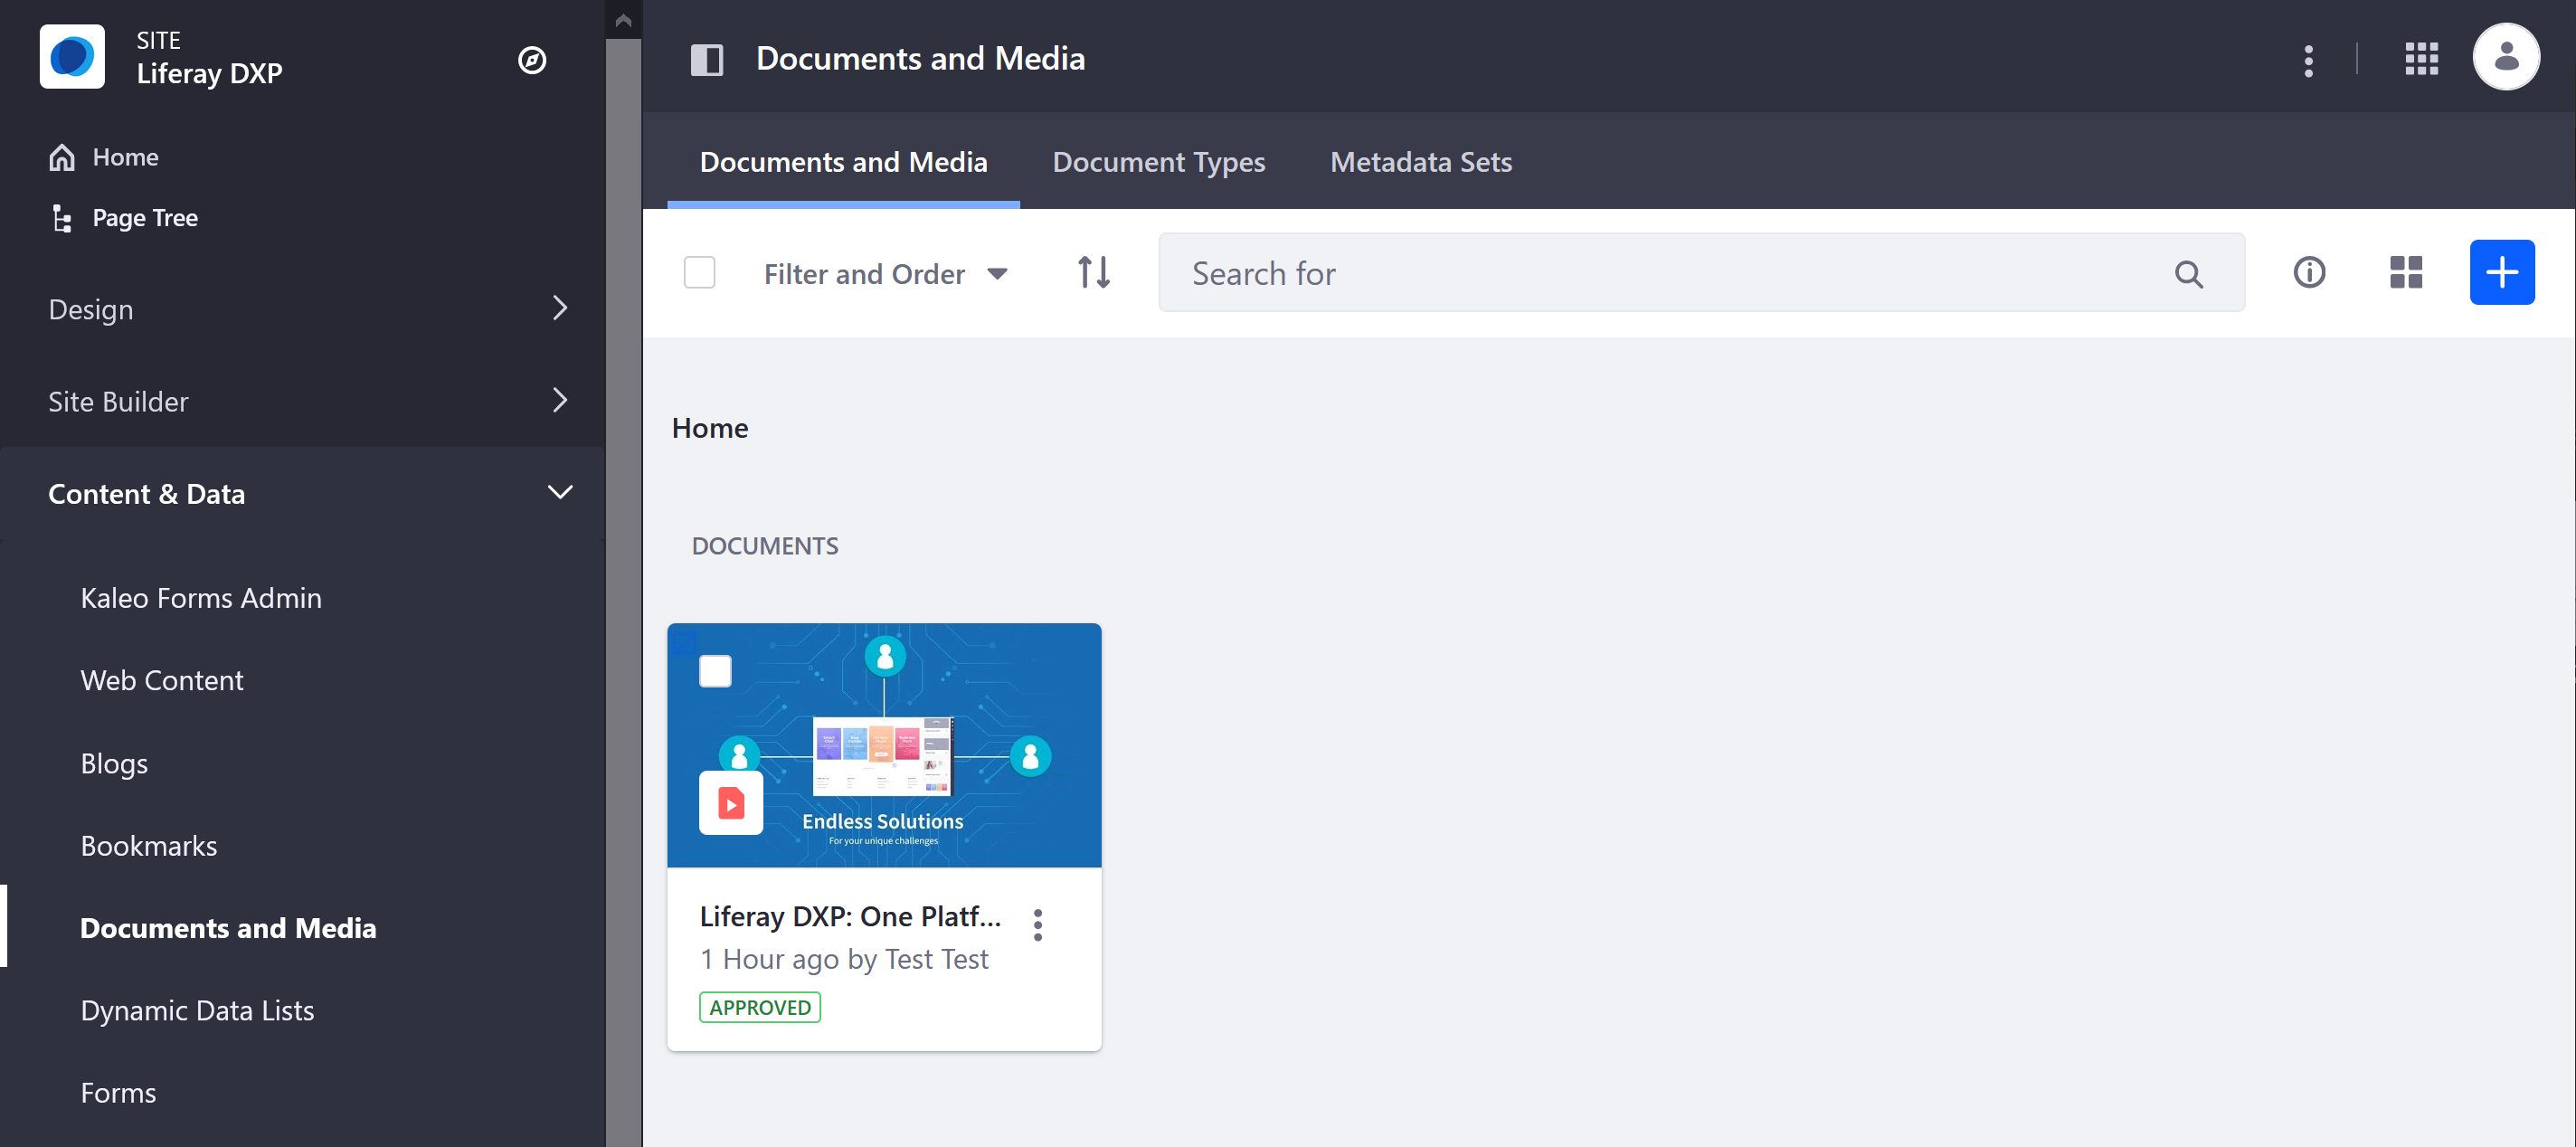 SITE
Liferay DXP
Home
Page Tree
Design
Site Builder
Content & Data
Kaleo Forms Admin
Web Content
Blogs
Bookmarks
Documents and Media
Dynamic Data Lists
Forms
Documents and Media
Documents and Media Document Types Metadata Sets
Filter and Order Search for
Home
DOCUMENTS
Endless Solutions
For your unique challenges
Liferay DXP: One Platf...
1 Hour ago by Test Test
APPROVED